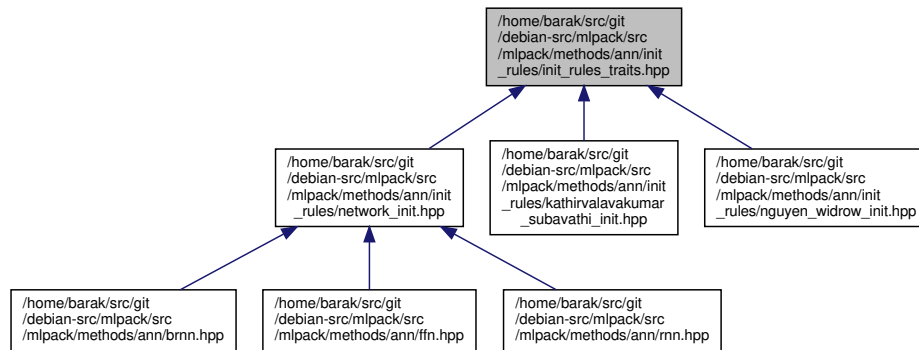 /home/barak/src/git
/debian-src/mlpack/src
/mlpack/methods/ann/init
_rules/init_rules_traits.hpp
/home/barak/src/git
/debian-src/mlpack/src
/mlpack/methods/ann/init
_rules/network_init.hpp
/home/barak/src/git
/debian-src/mlpack/src
/mlpack/methods/ann/init
_rules/kathirvalavakumar
_subavathi_init.hpp
/home/barak/src/git
/debian-src/mlpack/src
/mlpack/methods/ann/init
_rules/nguyen_widrow_init.hpp
/home/barak/src/git
/debian-src/mlpack/src
/mlpack/methods/ann/brnn.hpp
/home/barak/src/git
/debian-src/mlpack/src
/mlpack/methods/ann/ffn.hpp
/home/barak/src/git
/debian-src/mlpack/src
/mlpack/methods/ann/rnn.hpp